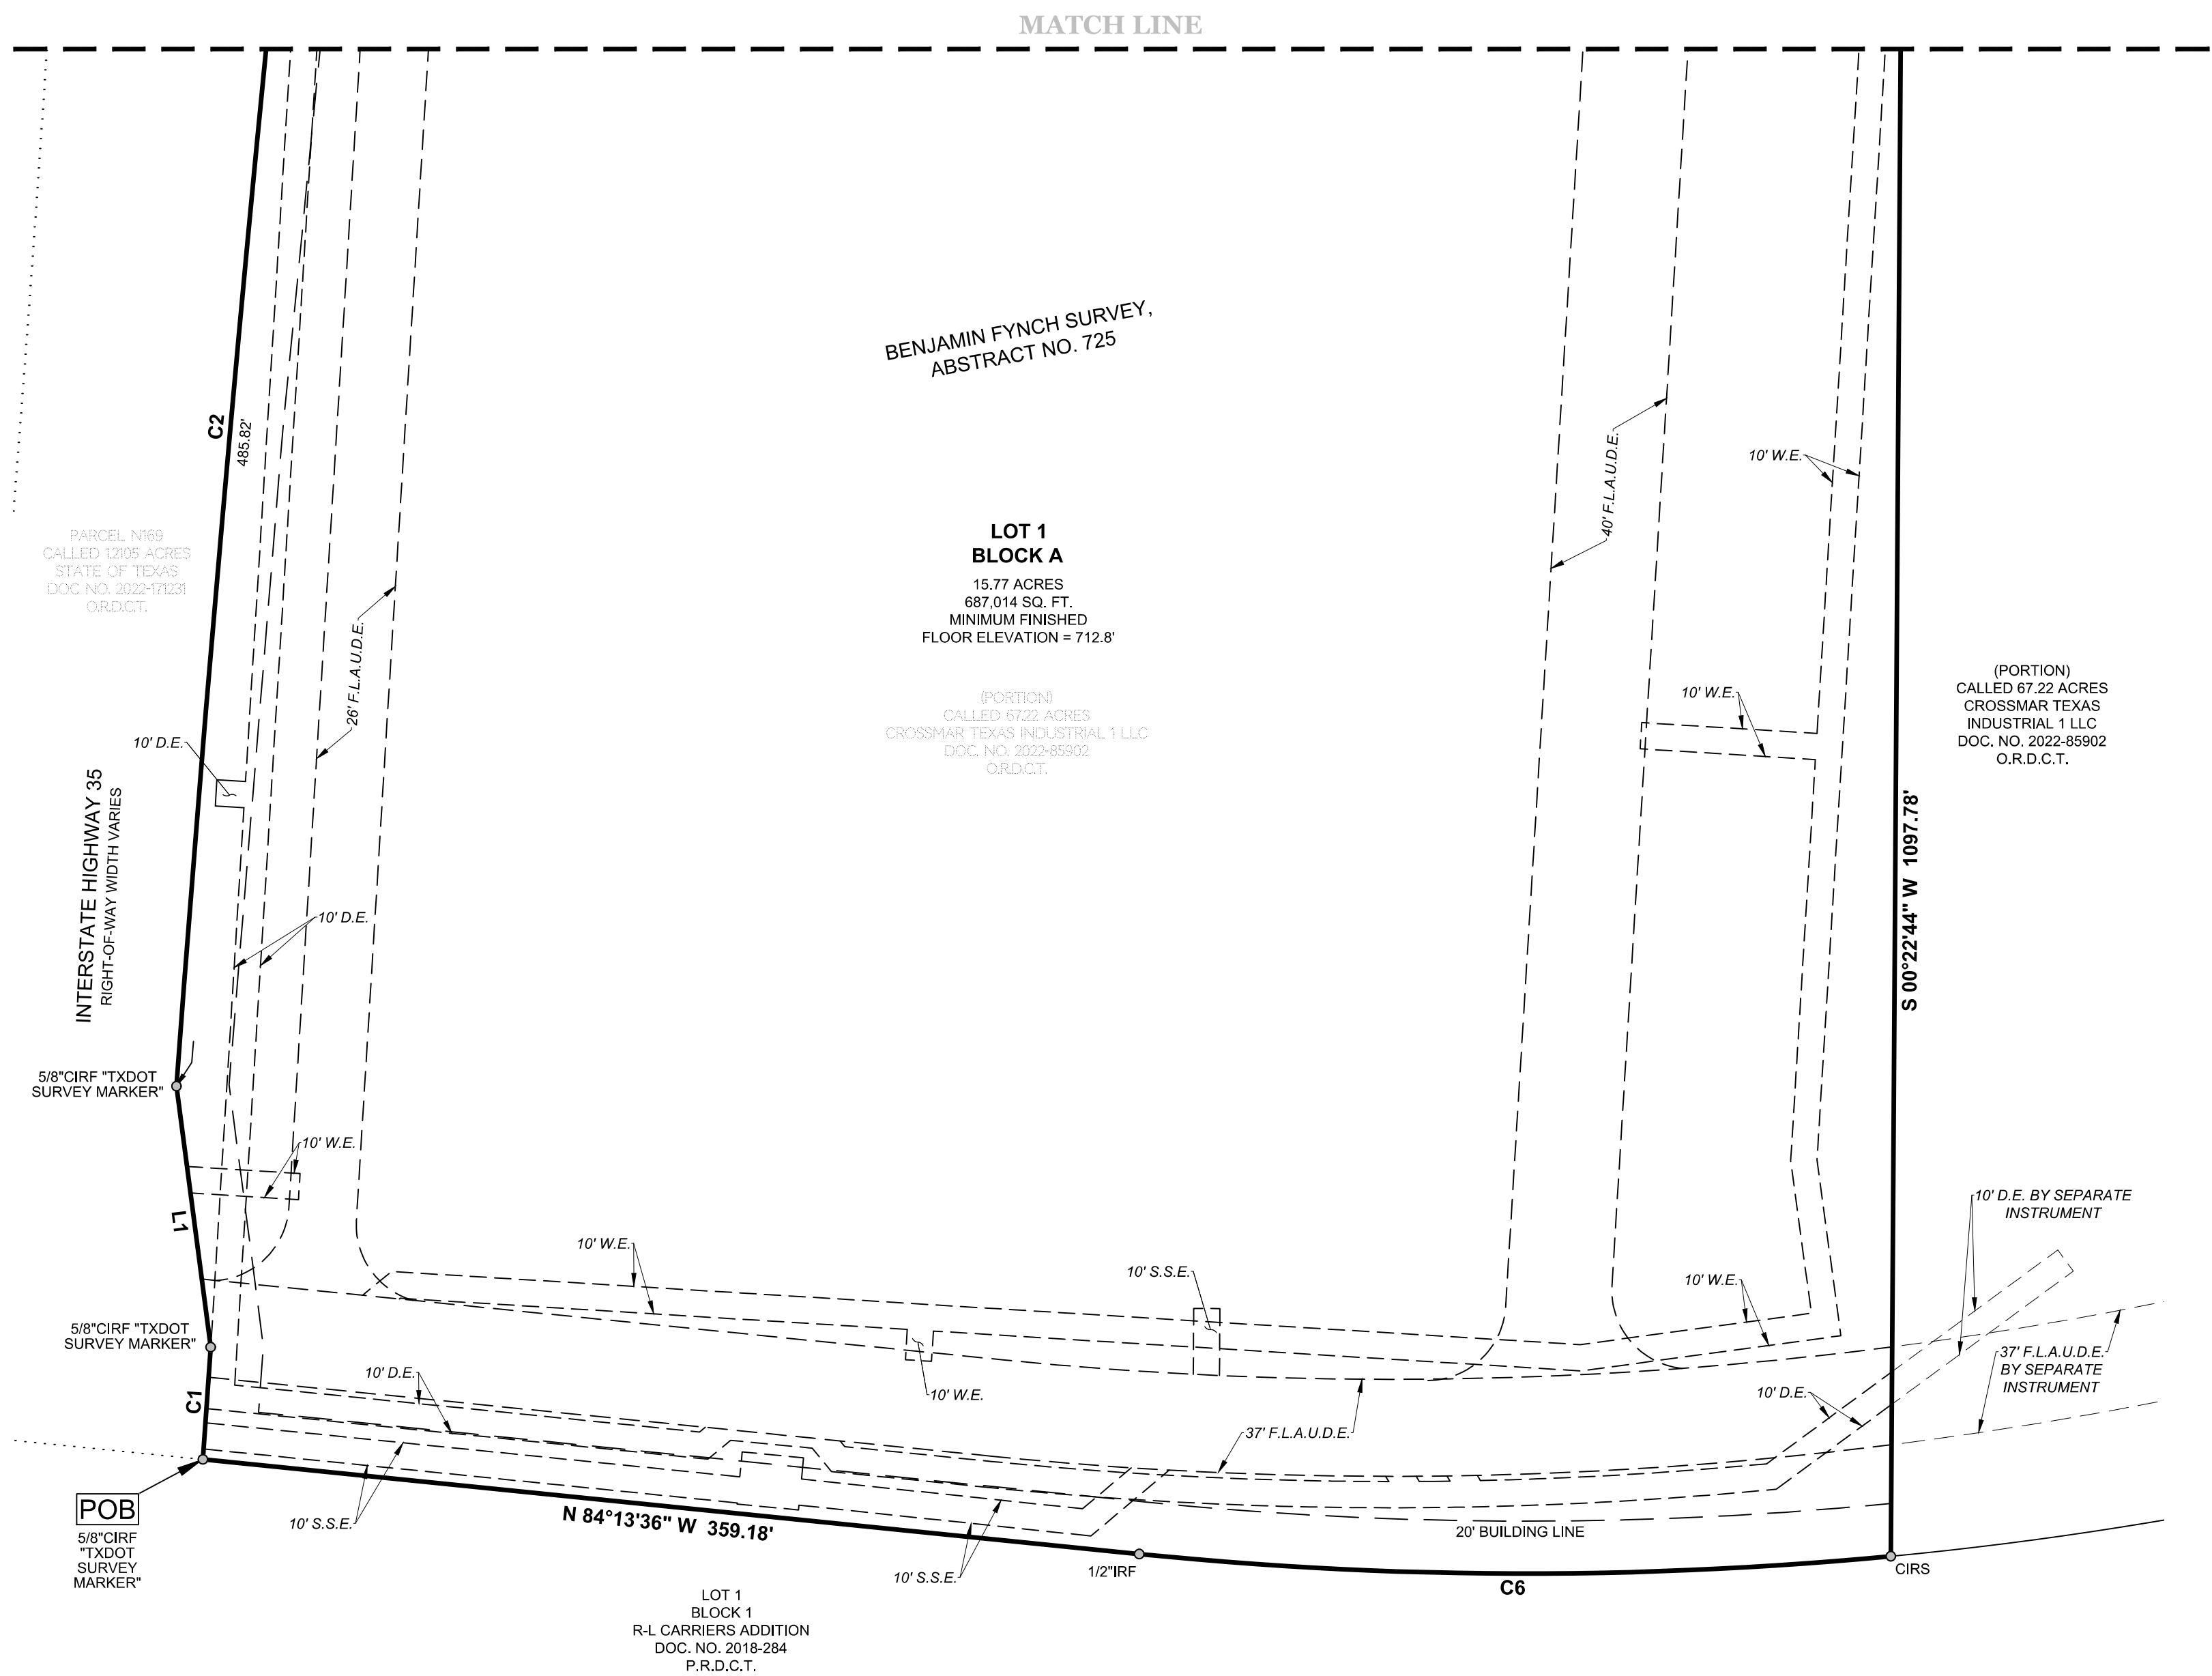 MATCH LINE
BENJAMIN FYNCH SURVEY,
ABSTRACT NO. 725
C2
485.82'
10' W.E.
40' F.L.A.U.D.E.
PARCEL N169
CALLED 1.2105 ACRES
STATE OF TEXAS
DOC NO. 2022-171231
O.R.D.C.T.
LOT 1
BLOCK A
15.77 ACRES
687,014 SQ. FT.
MINIMUM FINISHED
FLOOR ELEVATION = 712.8'
26' F.L.A.U.D.E.
(PORTION)
CALLED 67.22 ACRES
CROSSMAR TEXAS INDUSTRIAL 1 LLC
DOC. NO. 2022-85902
O.R.D.C.T.
10' W.E.
(PORTION)
CALLED 67.22 ACRES
CROSSMAR TEXAS
INDUSTRIAL 1 LLC
DOC. NO. 2022-85902
O.R.D.C.T.
10' D.E.
INTERSTATE HIGHWAY 35
RIGHT-OF-WAY WIDTH VARIES
S 00°22'44" W 1097.78'
10' D.E.
5/8"CIRF "TXDOT
SURVEY MARKER"
10' W.E.
L1
10' D.E. BY SEPARATE
INSTRUMENT
10' W.E.
10' S.S.E.
10' W.E.
5/8"CIRF "TXDOT
SURVEY MARKER"
37' F.L.A.U.D.E.
BY SEPARATE
INSTRUMENT
10' D.E.
10' W.E.
10' D.E.
C1
37' F.L.A.U.D.E.
POB
5/8"CIRF
"TXDOT
SURVEY
MARKER"
10' S.S.E.
N 84°13'36" W 359.18'
20' BUILDING LINE
10' S.S.E.
1/2"IRF
C6
CIRS
LOT 1
BLOCK 1
R-L CARRIERS ADDITION
DOC. NO. 2018-284
P.R.D.C.T.